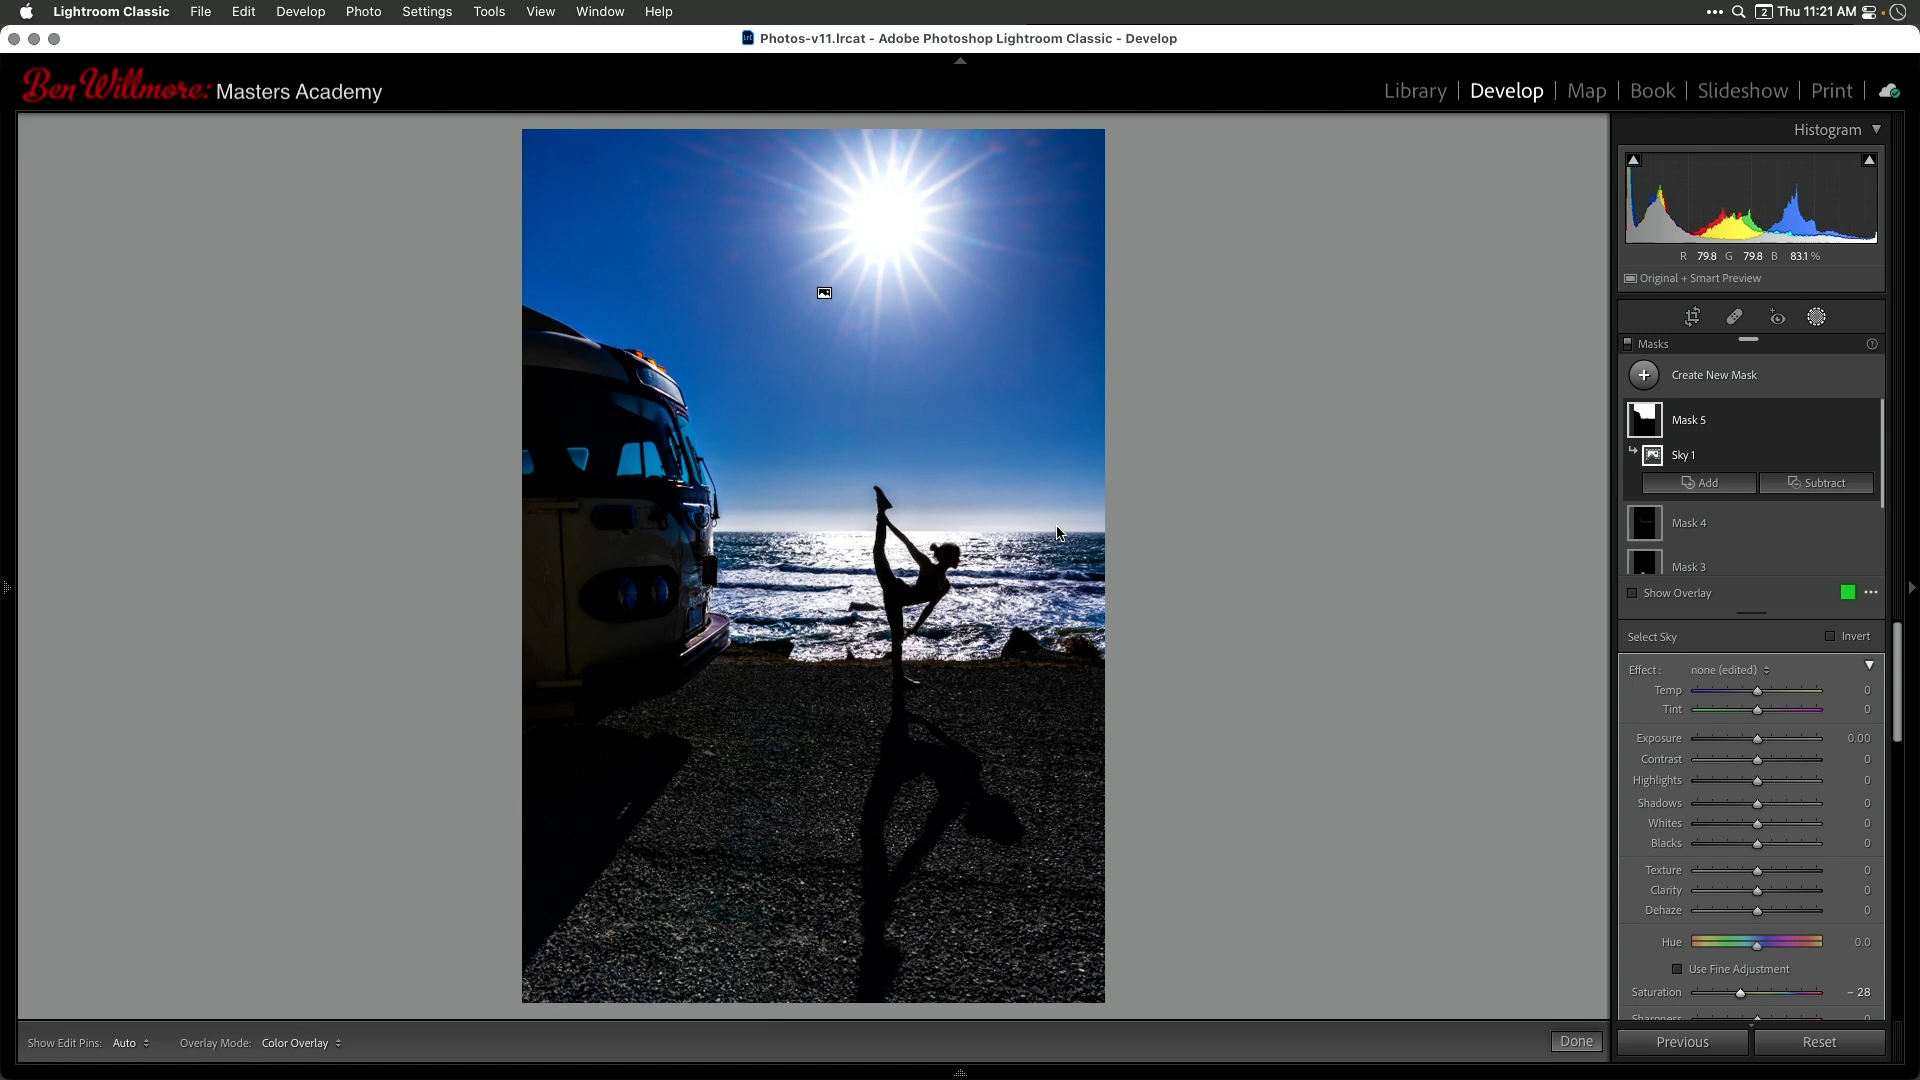 Lightroom Classic File Edit Develop Photo Settings Tools View Window Help ••• 2 Thu 11:21 AM
Photos-v11.lrcat - Adobe Photoshop Lightroom Classic - Develop
Ben Willmore: Masters Academy
Library | Develop | Map | Book | Slideshow | Print |
Histogram
R 79.8 G 79.8 B 83.1 %
Original + Smart Preview
Masks
Create New Mask
Mask 5
Sky 1
Add Subtract
Mask 4
Mask 3
Show Overlay
Select Sky Invert
Effect : none (edited)
Temp 0
Tint 0
Exposure 0.00
Contrast 0
Highlights 0
Shadows 0
Whites 0
Blacks 0
Texture 0
Clarity 0
Dehaze 0
Hue 0.0
Use Fine Adjustment
Saturation – 28
Sharpness 0
Show Edit Pins: Auto Overlay Mode: Color Overlay Done Previous Reset